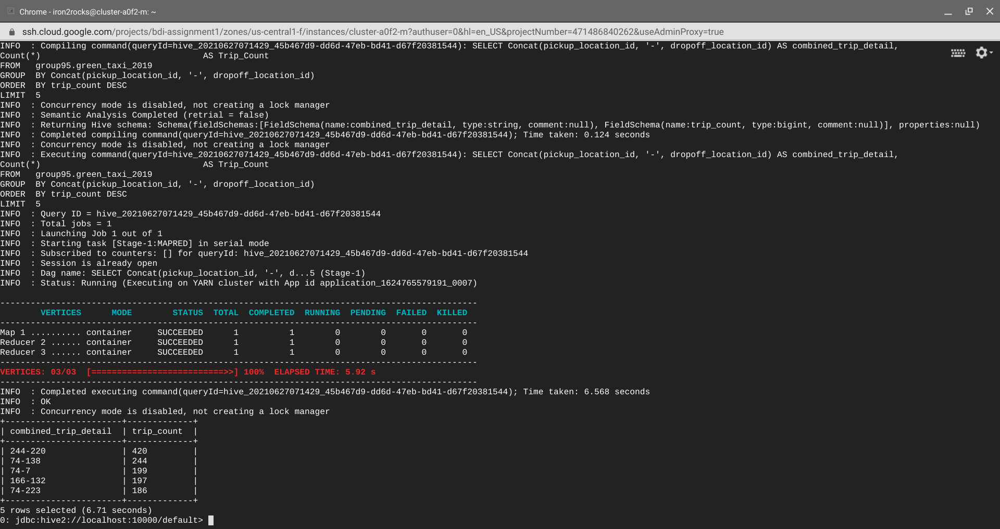 Chrome - iron2rocks@cluster-a0f2-m: ~
ssh.cloud.google.com/projects/bdi-assignment1/zones/us-central1-f/instances/cluster-a0f2-m?authuser=0&hl=en_US&projectNumber=471486840262&useAdminProxy=true
INFO  : Compiling command(queryId=hive_20210627071429_45b467d9-dd6d-47eb-bd41-d67f20381544): SELECT Concat(pickup_location_id, '-', dropoff_location_id) AS combined_trip_detail,
Count(*)                                AS Trip_Count
FROM   group95.green_taxi_2019
GROUP  BY Concat(pickup_location_id, '-', dropoff_location_id)
ORDER  BY trip_count DESC
LIMIT  5
INFO  : Concurrency mode is disabled, not creating a lock manager
INFO  : Semantic Analysis Completed (retrial = false)
INFO  : Returning Hive schema: Schema(fieldSchemas:[FieldSchema(name:combined_trip_detail, type:string, comment:null), FieldSchema(name:trip_count, type:bigint, comment:null)], properties:null)
INFO  : Completed compiling command(queryId=hive_20210627071429_45b467d9-dd6d-47eb-bd41-d67f20381544); Time taken: 0.124 seconds
INFO  : Concurrency mode is disabled, not creating a lock manager
INFO  : Executing command(queryId=hive_20210627071429_45b467d9-dd6d-47eb-bd41-d67f20381544): SELECT Concat(pickup_location_id, '-', dropoff_location_id) AS combined_trip_detail,
Count(*)                                AS Trip_Count
FROM   group95.green_taxi_2019
GROUP  BY Concat(pickup_location_id, '-', dropoff_location_id)
ORDER  BY trip_count DESC
LIMIT  5
INFO  : Query ID = hive_20210627071429_45b467d9-dd6d-47eb-bd41-d67f20381544
INFO  : Total jobs = 1
INFO  : Launching Job 1 out of 1
INFO  : Starting task [Stage-1:MAPRED] in serial mode
INFO  : Subscribed to counters: [] for queryId: hive_20210627071429_45b467d9-dd6d-47eb-bd41-d67f20381544
INFO  : Session is already open
INFO  : Dag name: SELECT Concat(pickup_location_id, '-', d...5 (Stage-1)
INFO  : Status: Running (Executing on YARN cluster with App id application_1624765579191_0007)
----------------------------------------------------------------------------------------------
        VERTICES      MODE        STATUS  TOTAL  COMPLETED  RUNNING  PENDING  FAILED  KILLED
----------------------------------------------------------------------------------------------
Map 1 .......... container     SUCCEEDED      1          1        0        0       0       0
Reducer 2 ...... container     SUCCEEDED      1          1        0        0       0       0
Reducer 3 ...... container     SUCCEEDED      1          1        0        0       0       0
----------------------------------------------------------------------------------------------
VERTICES: 03/03  [==========================>>] 100%  ELAPSED TIME: 5.92 s
----------------------------------------------------------------------------------------------
INFO  : Completed executing command(queryId=hive_20210627071429_45b467d9-dd6d-47eb-bd41-d67f20381544); Time taken: 6.568 seconds
INFO  : OK
INFO  : Concurrency mode is disabled, not creating a lock manager
+-----------------------+-------------+
| combined_trip_detail  | trip_count  |
+-----------------------+-------------+
| 244-220               | 420         |
| 74-138                | 244         |
| 74-7                  | 199         |
| 166-132               | 197         |
| 74-223                | 186         |
+-----------------------+-------------+
5 rows selected (6.71 seconds)
0: jdbc:hive2://localhost:10000/default>